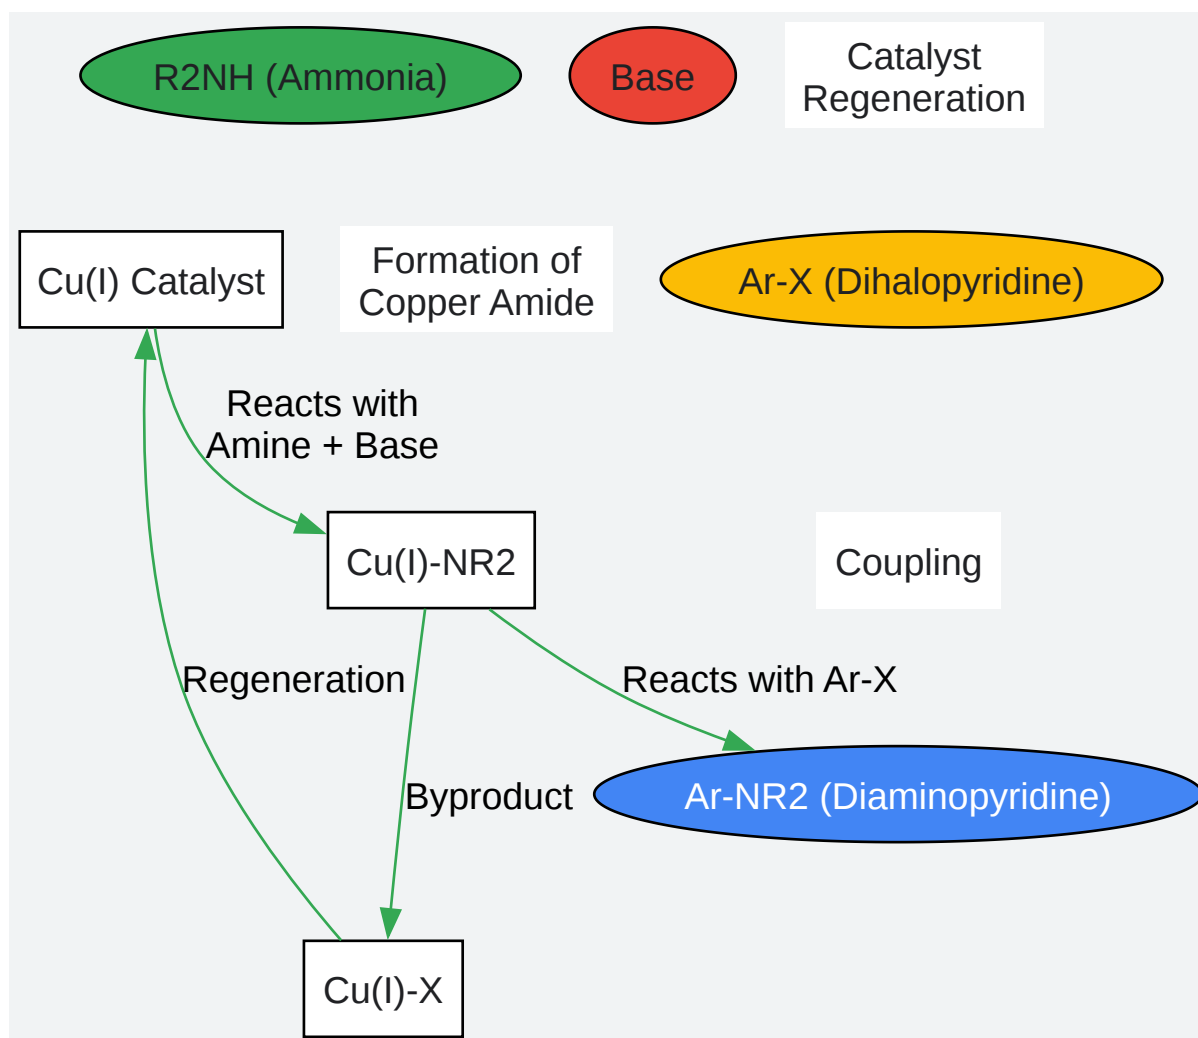 R2NH (Ammonia)
Base
Catalyst
Regeneration
Cu(I) Catalyst
Formation of
Copper Amide
Ar-X (Dihalopyridine)
Reacts with
Amine + Base
Cu(I)-NR2
Coupling
Regeneration
Reacts with Ar-X
Byproduct
Ar-NR2 (Diaminopyridine)
Cu(I)-X